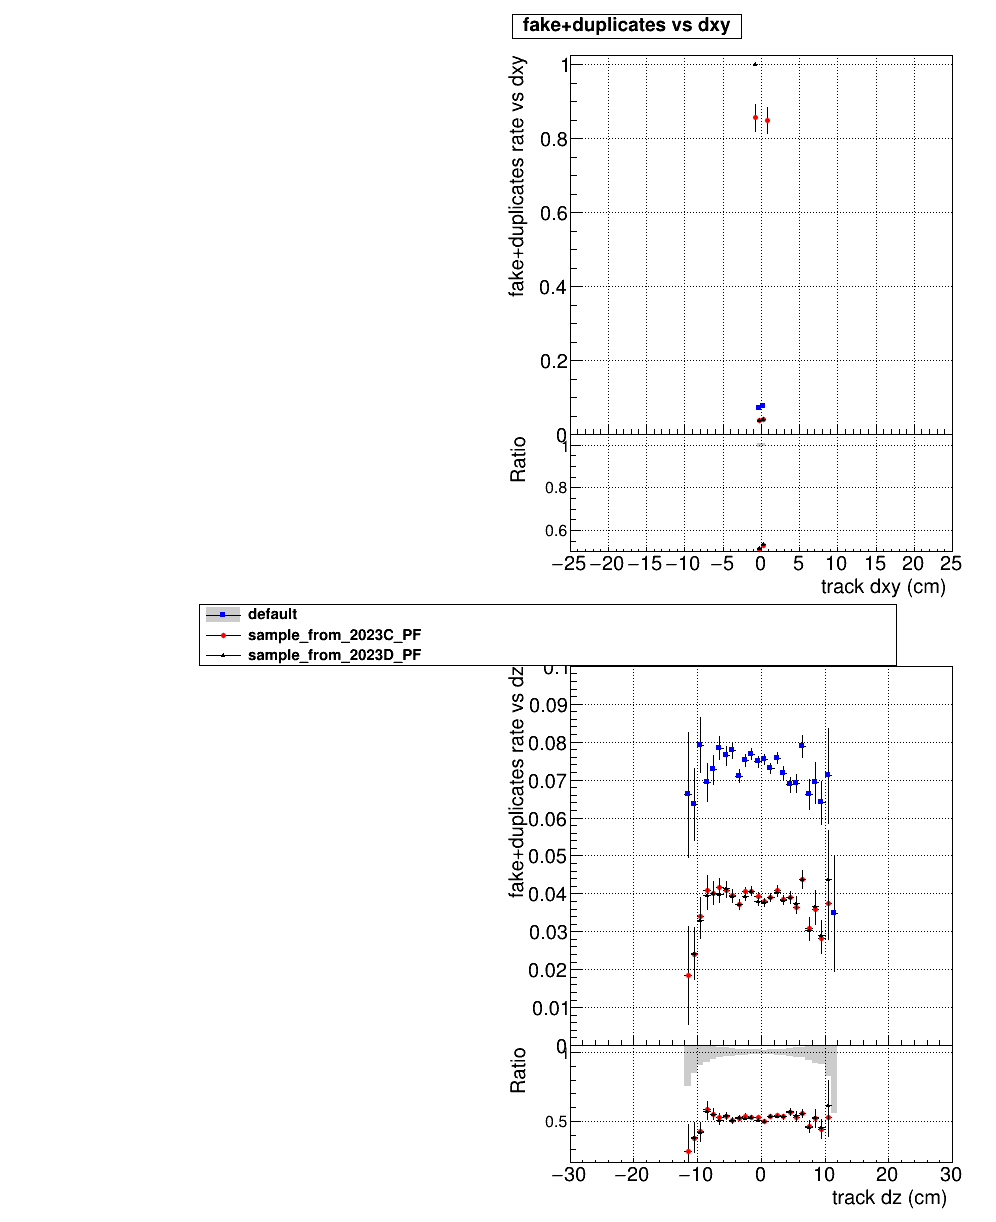 fake+duplicates vs dxy
fake+duplicates rate vs dxy
1
0.8
0.6
0.4
0.2
0
Ratio
1
0.8
0.6
−25 −20 −15 −10 −5 0 5 10 15 20 25
track dxy (cm)
default
sample_from_2023C_PF
sample_from_2023D_PF
fake+duplicates rate vs dz
0.1
0.09
0.08
0.07
0.06
0.05
0.04
0.03
0.02
0.01
0
Ratio
1
0.5
−30 −20 −10 0 10 20 30
track dz (cm)